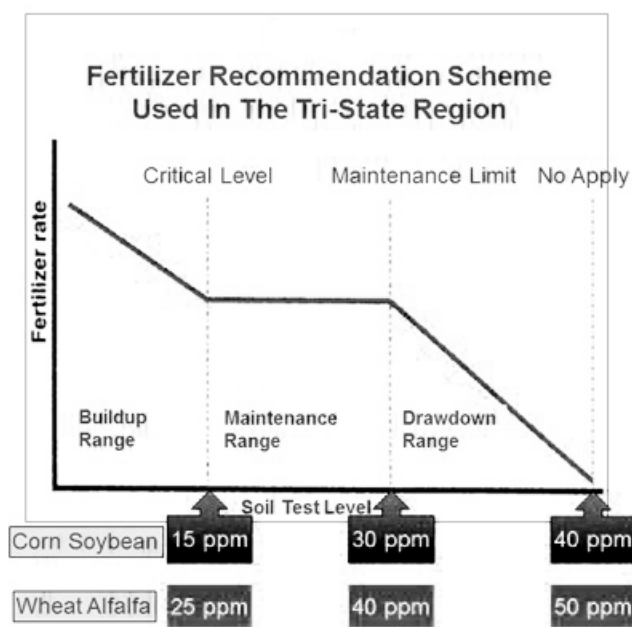 Fertilizer Recommendation Scheme
Used In The Tri-State Region
Critical Level Maintenance Limit No Apply
Fertilizer rate
Buildup Maintenance Drawdown
Range Range Range
Soil Test Level
Corn Soybean 15 ppm 30 ppm 40 ppm
Wheat Alfalfa 25 ppm 40 ppm 50 ppm